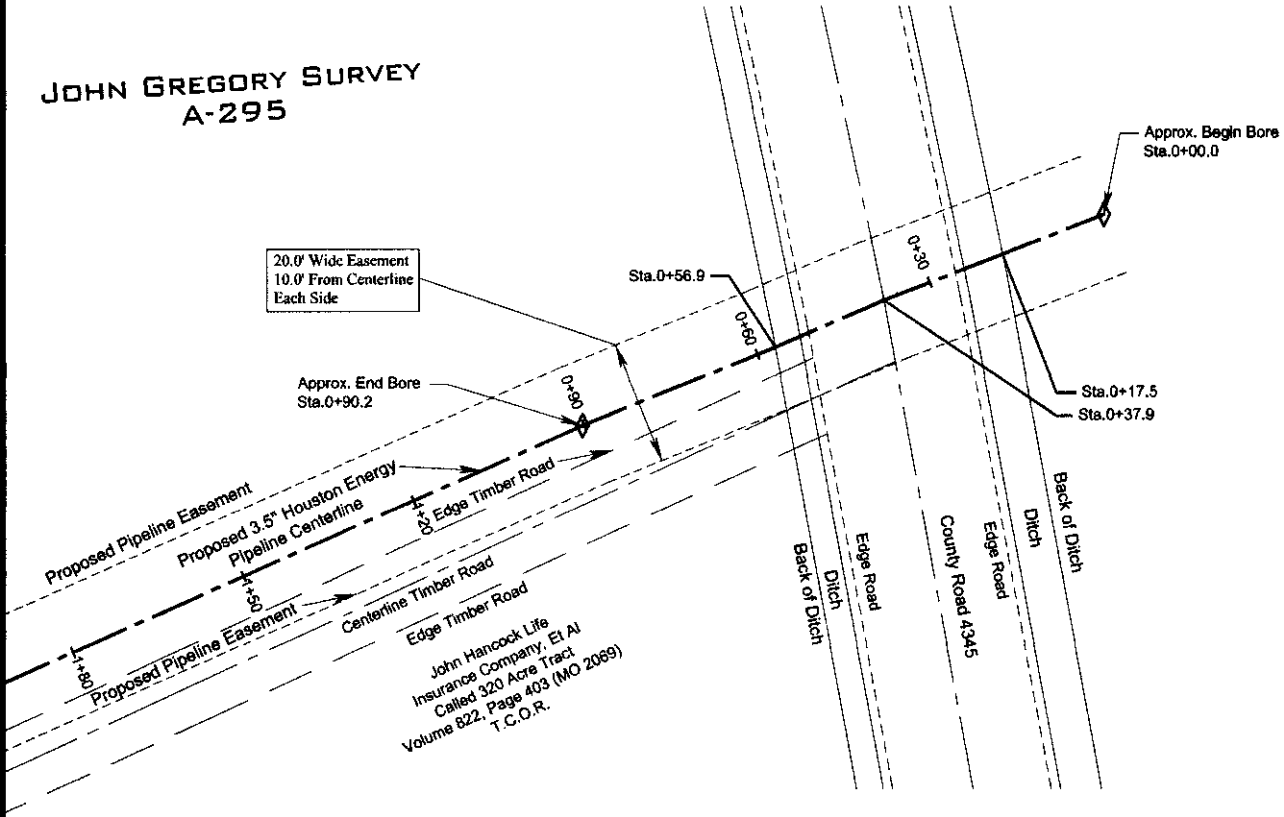 JOHN GREGORY SURVEY
A-295
Approx. Begin Bore
Sta.0+00.0
20.0' Wide Easement
10.0' From Centerline
Each Side
Sta.0+56.9
0+30
0+60
Approx. End Bore
Sta.0+90.2
0+90
Sta.0+17.5
Sta.0+37.9
Proposed Pipeline Easement
Proposed 3.5" Houston Energy
Pipeline Centerline
Edge Timber Road
1+20
1+50
1+80
Proposed Pipeline Easement
Centerline Timber Road
Edge Timber Road
John Hancock Life
Insurance Company, Et Al
Called 320 Acre Tract
Volume 822, Page 403 (MO 2069)
T.C.O.R.
Back of Ditch
Ditch
Edge Road
County Road 4345
Edge Road
Ditch
Back of Ditch